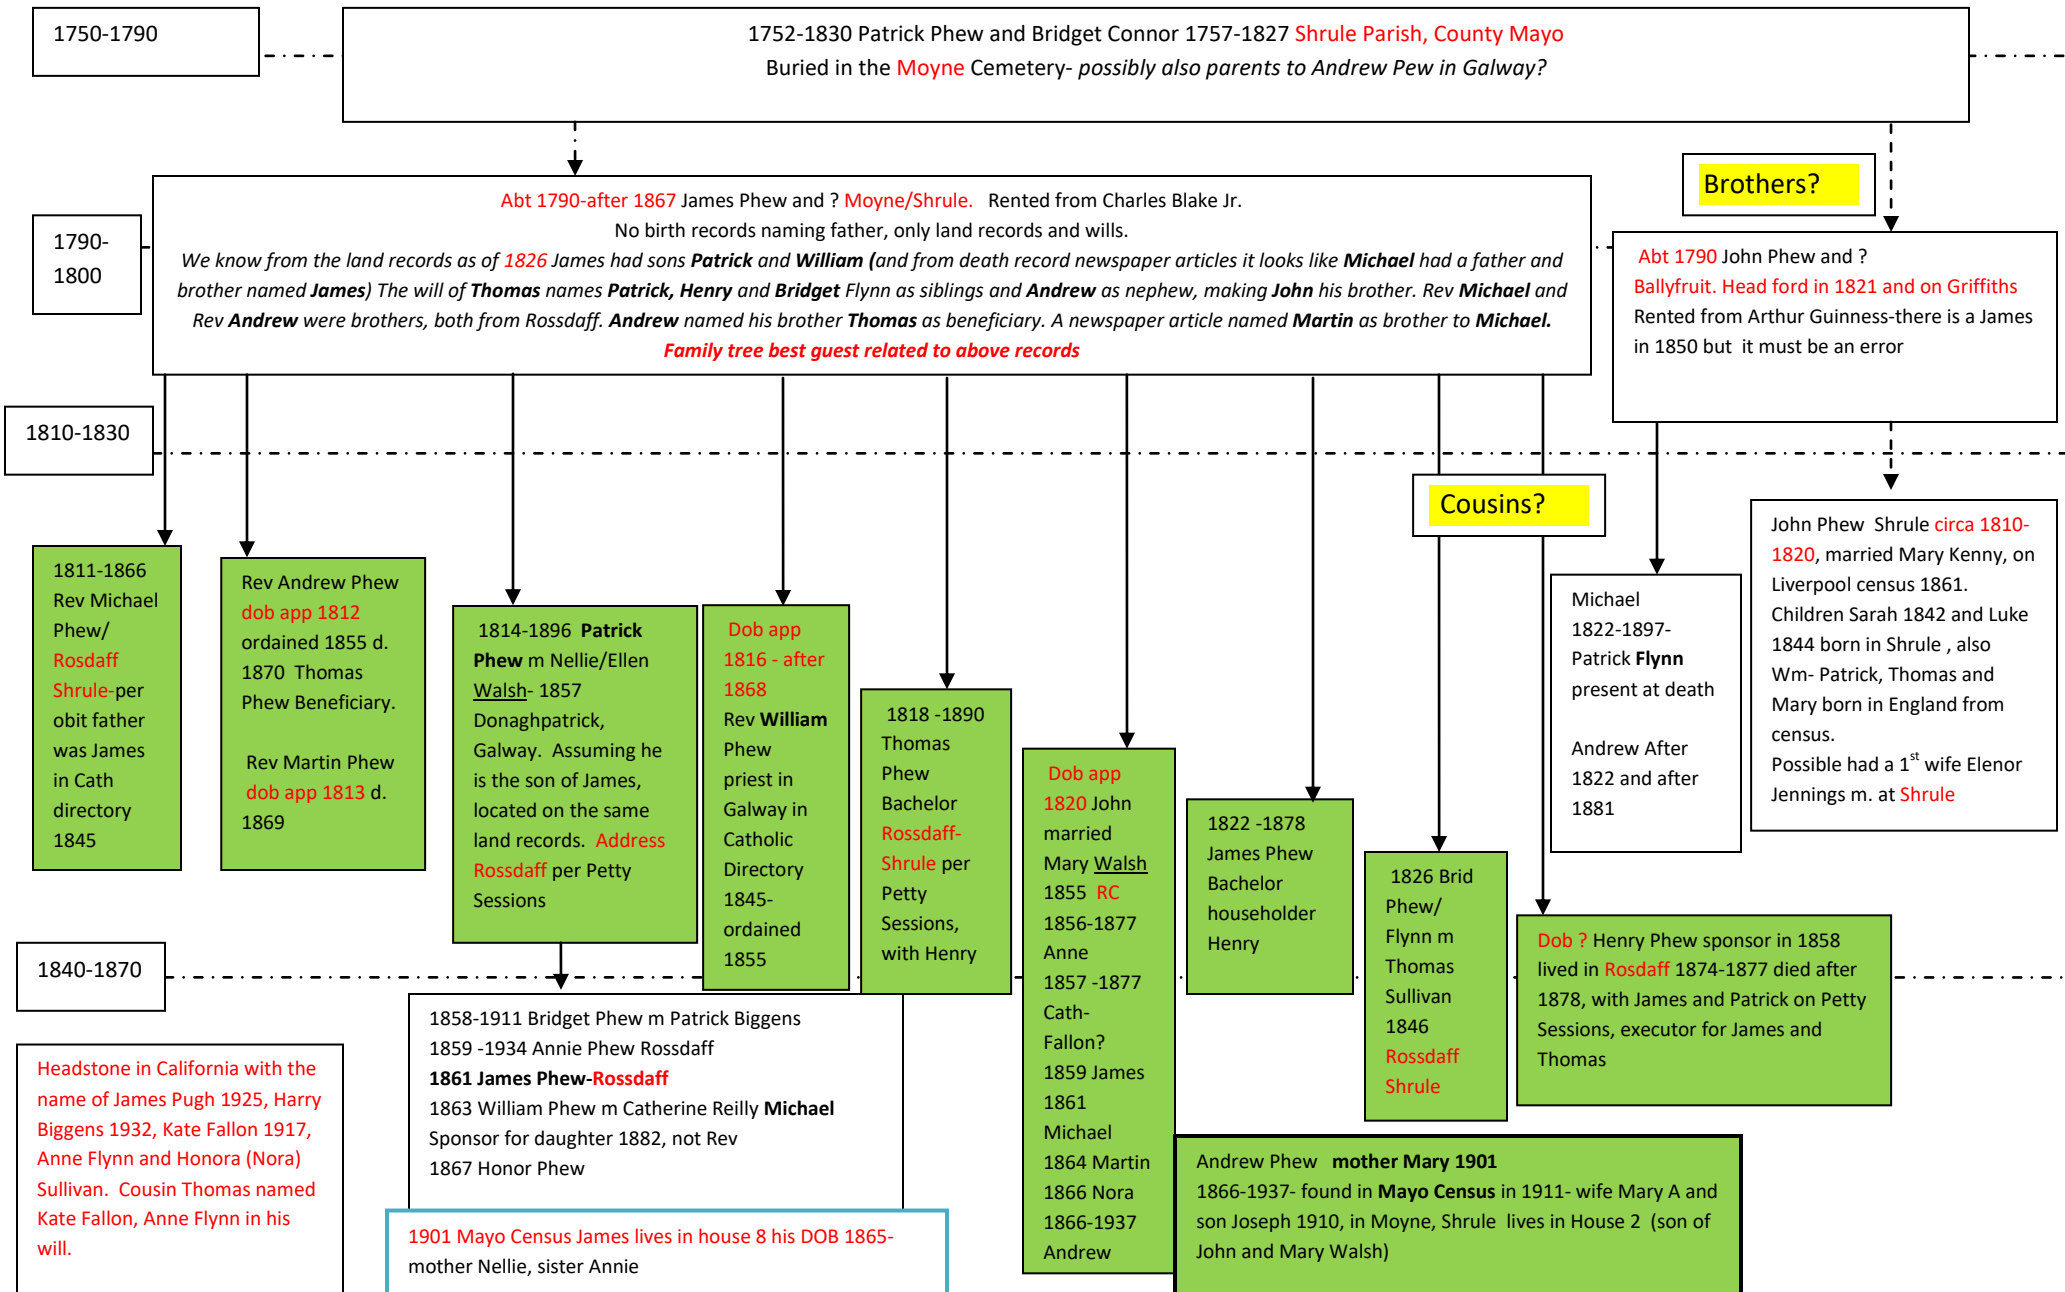 1750-1790
1752-1830 Patrick Phew and Bridget Connor 1757-1827 Shrule Parish, County Mayo
Buried in the Moyne Cemetery- possibly also parents to Andrew Pew in Galway?
Brothers?
1790-
1800
Abt 1790-after 1867 James Phew and ? Moyne/Shrule. Rented from Charles Blake Jr.
No birth records naming father, only land records and wills.
We know from the land records as of 1826 James had sons Patrick and William (and from death record newspaper articles it looks like Michael had a father and
brother named James) The will of Thomas names Patrick, Henry and Bridget Flynn as siblings and Andrew as nephew, making John his brother. Rev Michael and
Rev Andrew were brothers, both from Rossdaff. Andrew named his brother Thomas as beneficiary. A newspaper article named Martin as brother to Michael.
Family tree best guest related to above records
Abt 1790 John Phew and ?
Ballyfruit. Head ford in 1821 and on Griffiths
Rented from Arthur Guinness-there is a James
in 1850 but it must be an error
1810-1830
Cousins?
1811-1866
Rev Michael
Phew/
Rosdaff
Shrule-per
obit father
was James
in Cath
directory
1845
Rev Andrew Phew
dob app 1812
ordained 1855 d.
1870 Thomas
Phew Beneficiary.
Rev Martin Phew
dob app 1813 d.
1869
1814-1896 Patrick
Phew m Nellie/Ellen
Walsh- 1857
Donaghpatrick,
Galway. Assuming he
is the son of James,
located on the same
land records. Address
Rossdaff per Petty
Sessions
Dob app
1816 - after
1868
Rev William
Phew
priest in
Galway in
Catholic
Directory
1845-
ordained
1855
1818 -1890
Thomas
Phew
Bachelor
Rossdaff-
Shrule per
Petty
Sessions,
with Henry
Dob app
1820 John
married
Mary Walsh
1855 RC
1856-1877
Anne
1857 -1877
Cath-
Fallon?
1859 James
1861
Michael
1864 Martin
1866 Nora
1866-1937
Andrew
1822 -1878
James Phew
Bachelor
householder
Henry
1826 Brid
Phew/
Flynn m
Thomas
Sullivan
1846
Rossdaff
Shrule
Dob ? Henry Phew sponsor in 1858
lived in Rosdaff 1874-1877 died after
1878, with James and Patrick on Petty
Sessions, executor for James and
Thomas
Michael
1822-1897-
Patrick Flynn
present at death
Andrew After
1822 and after
1881
John Phew Shrule circa 1810-
1820, married Mary Kenny, on
Liverpool census 1861.
Children Sarah 1842 and Luke
1844 born in Shrule , also
Wm- Patrick, Thomas and
Mary born in England from
census.
Possible had a 1st wife Elenor
Jennings m. at Shrule
1840-1870
1858-1911 Bridget Phew m Patrick Biggens
1859 -1934 Annie Phew Rossdaff
1861 James Phew-Rossdaff
1863 William Phew m Catherine Reilly Michael
Sponsor for daughter 1882, not Rev
1867 Honor Phew
Headstone in California with the
name of James Pugh 1925, Harry
Biggens 1932, Kate Fallon 1917,
Anne Flynn and Honora (Nora)
Sullivan. Cousin Thomas named
Kate Fallon, Anne Flynn in his
will.
1901 Mayo Census James lives in house 8 his DOB 1865-
mother Nellie, sister Annie
Andrew Phew mother Mary 1901
1866-1937- found in Mayo Census in 1911- wife Mary A and
son Joseph 1910, in Moyne, Shrule lives in House 2 (son of
John and Mary Walsh)